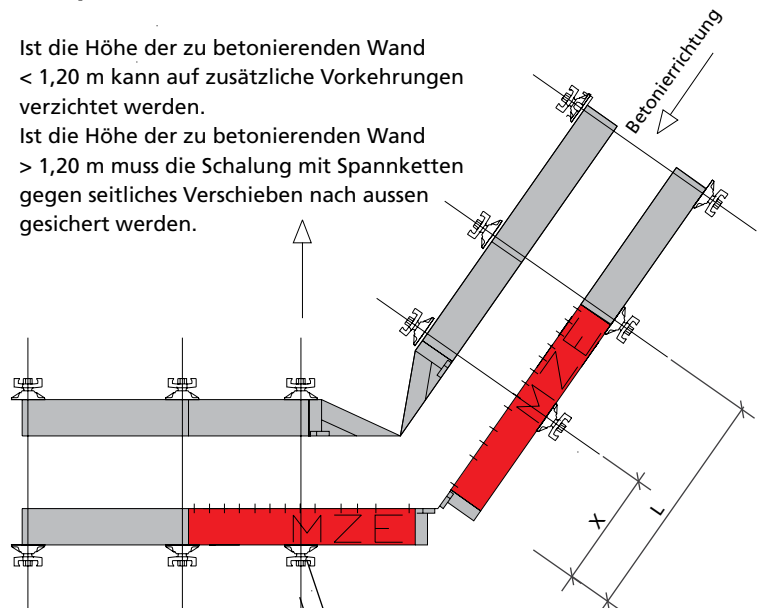 Ist die Höhe der zu betonierenden Wand
< 1,20 m kann auf zusätzliche Vorkehrungen
verzichtet werden.
Ist die Höhe der zu betonierenden Wand
> 1,20 m muss die Schalung mit Spannketten
gegen seitliches Verschieben nach aussen
gesichert werden.
Betonierrichtung
MZE
MZE
X
L